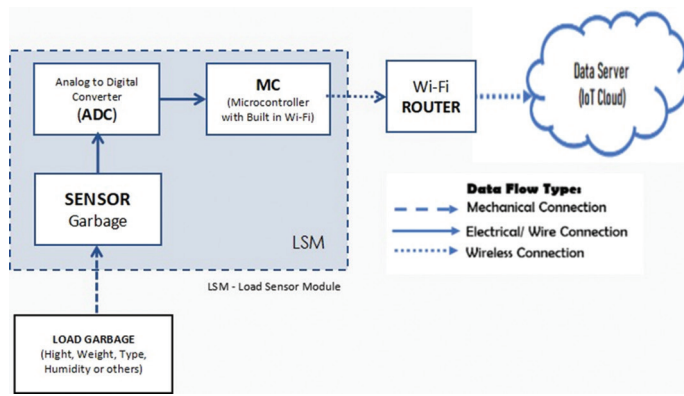 Analog to Digital
Converter
(ADC)
MC
(Microcontroller
with Built in Wi-Fi)
Wi-Fi
ROUTER
Data Server
(IoT Cloud)
SENSOR
Garbage
LSM
LSM - Load Sensor Module
Data Flow Type:
Mechanical Connection
Electrical/ Wire Connection
Wireless Connection
LOAD GARBAGE
(Hight, Weight, Type,
Humidity or others)